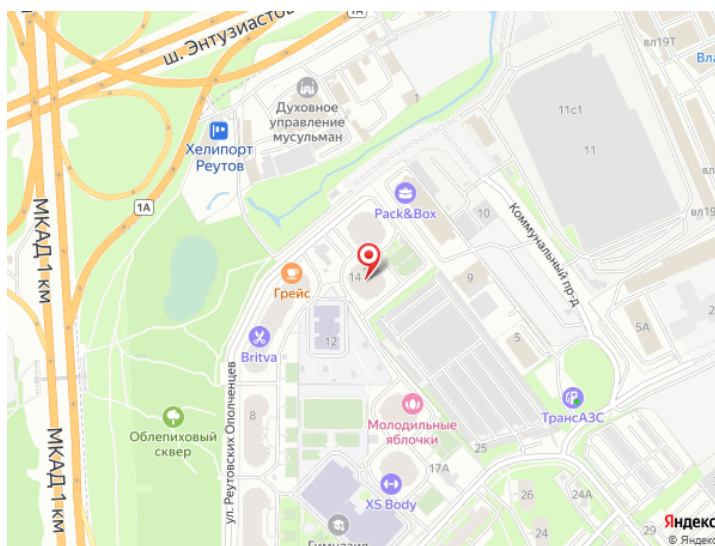 ш. Энтузиастов
1А
вл19Т
Вла
Духовное
управление
мусульман
1
11с1
11
Хелипорт
Реутов
МКАД 1 км
1А
Pack&Box
10
Коммунальный пр-д
вл19
14
9
Грейс
5
5А
2
12
Britva
ТрансАЗС
ул. Реутовских Ополченцев
8
Молодильные
яблочки
Облепиховый
сквер
25
17А
МКАД 1 км
XS Body
24А
24
26
Гимназия
Яндекс
© Яндекс